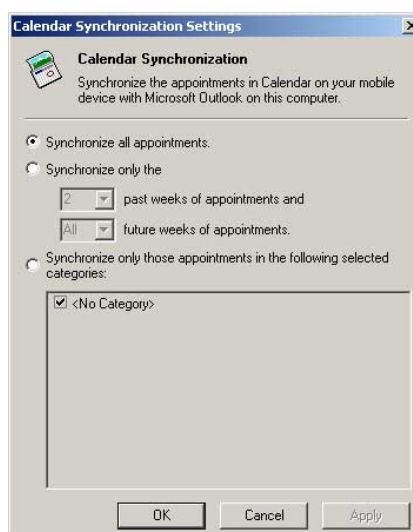 Calendar Synchronization Settings
Calendar Synchronization
Synchronize the appointments in Calendar on your mobile
device with Microsoft Outlook on this computer.
Synchronize all appointments.
Synchronize only the
2 past weeks of appointments and
All future weeks of appointments.
Synchronize only those appointments in the following selected
categories:
<No Category>
OK Cancel Apply